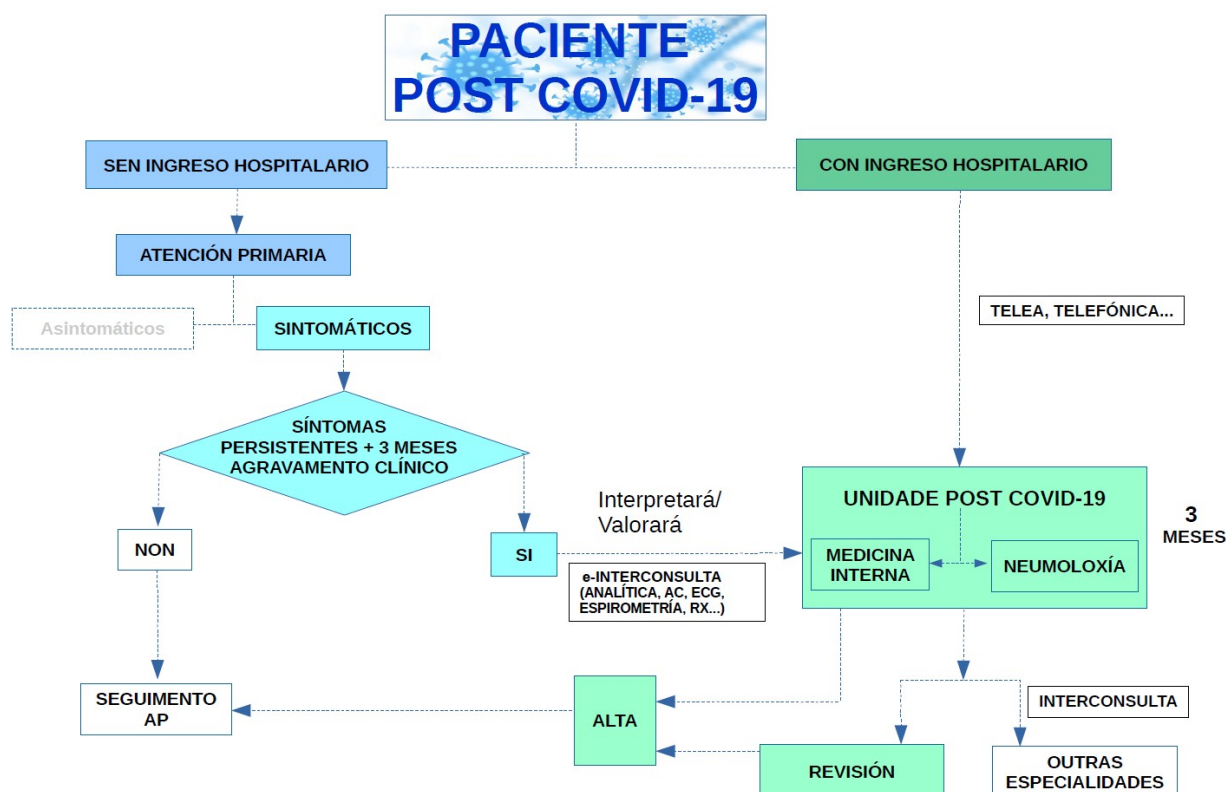 PACIENTE
POST COVID-19
SEN INGRESO HOSPITALARIO
CON INGRESO HOSPITALARIO
ATENCIÓN PRIMARIA
Asintomáticos
SINTOMÁTICOS
TELEA, TELEFÓNICA...
SÍNTOMAS
PERSISTENTES + 3 MESES
AGRAVAMENTO CLÍNICO
NON
SI
Interpretará/
Valorará
e-INTERCONSULTA
(ANALÍTICA, AC, ECG,
ESPIROMETRÍA, RX...)
UNIDADE POST COVID-19
MEDICINA
INTERNA
NEUMOLOXÍA
3
MESES
SEGUIMENTO
AP
ALTA
INTERCONSULTA
REVISIÓN
OUTRAS
ESPECIALIDADES